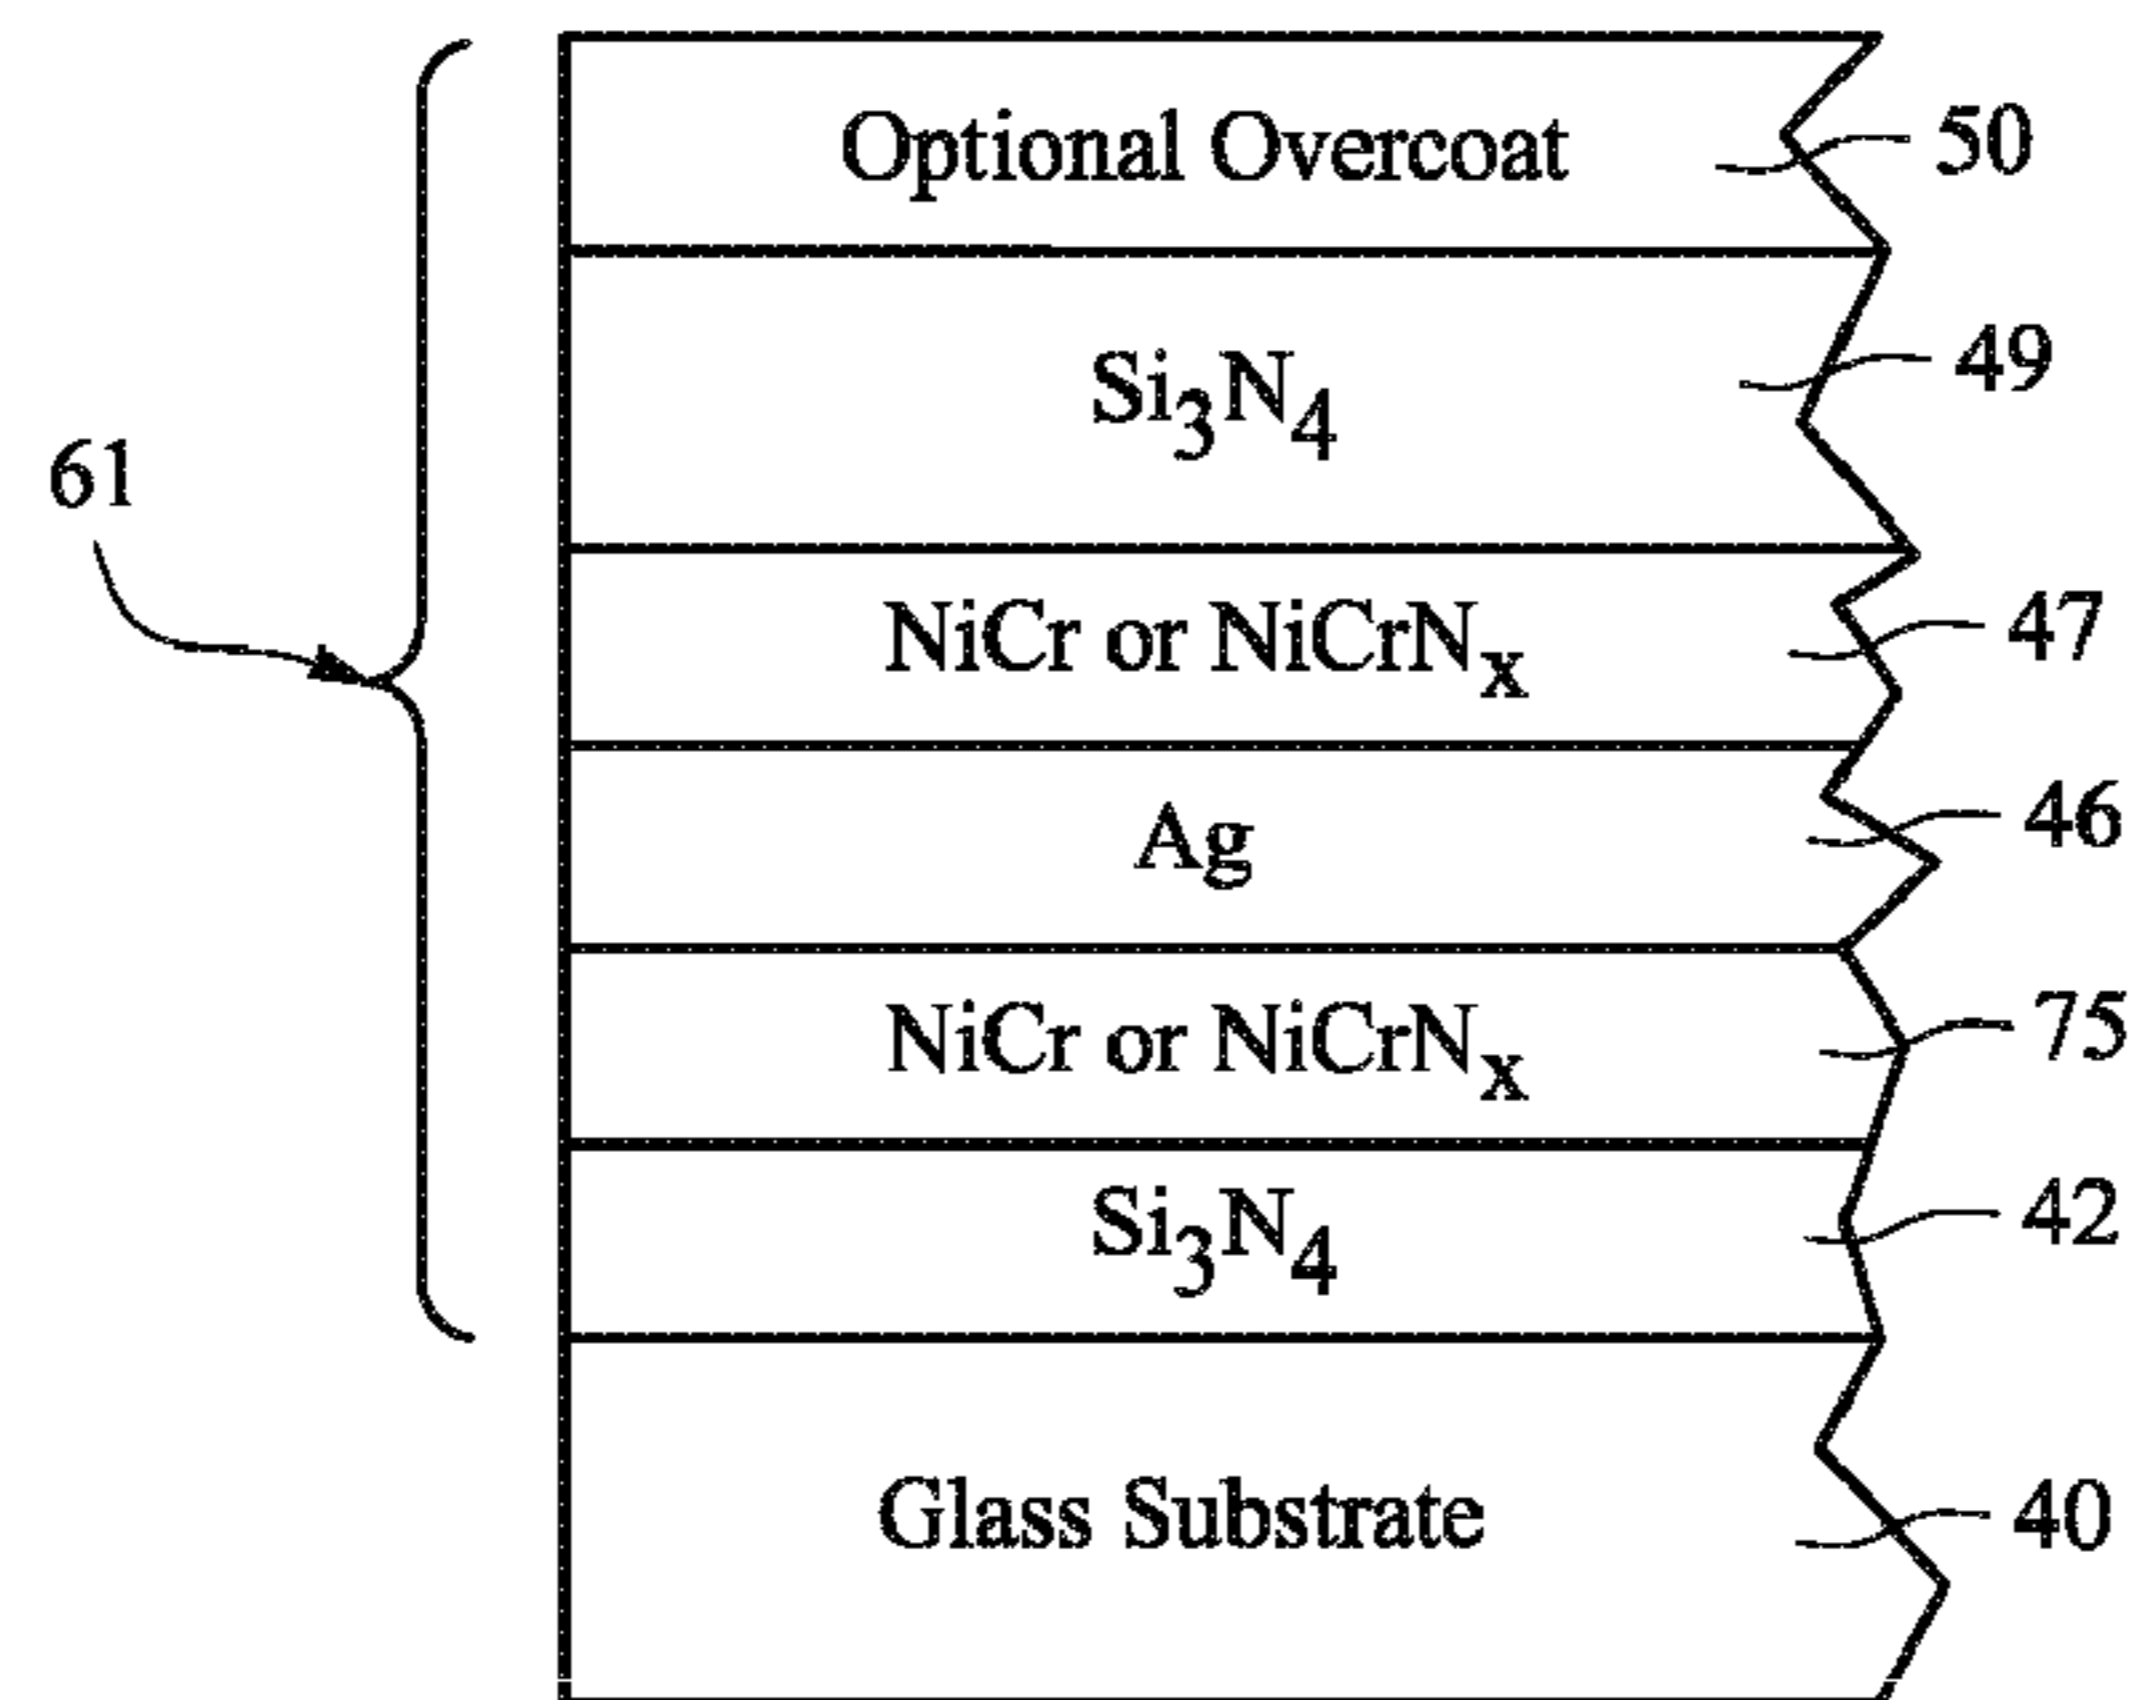 Optional Overcoat 50
Si₃N₄ 49
61
NiCr or NiCrNₓ 47
Ag 46
NiCr or NiCrNₓ 75
Si₃N₄ 42
Glass Substrate 40